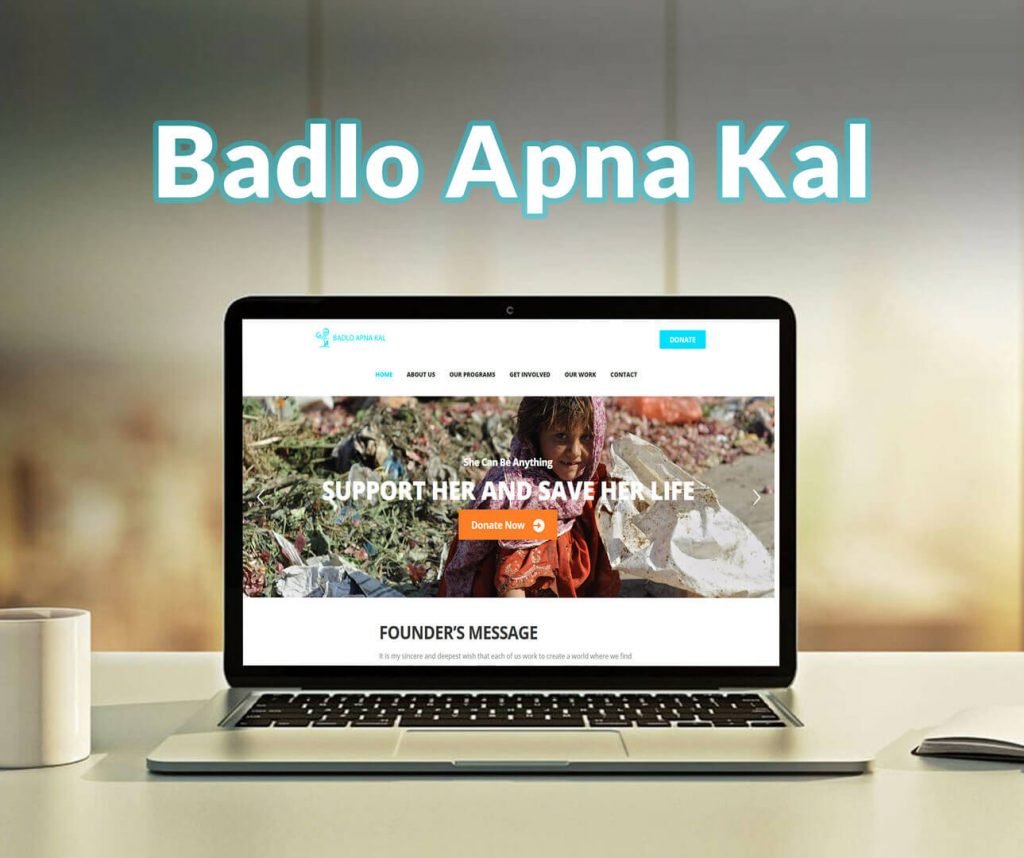 Badlo Apna Kal
BADLO APNA KAL
DONATE
HOME ABOUT US OUR PROGRAMS GET INVOLVED OUR WORK CONTACT
She Can Be Anything
SUPPORT HER AND SAVE HER LIFE
Donate Now
FOUNDER'S MESSAGE
It is my sincere and deepest wish that each of us work to create a world where we find